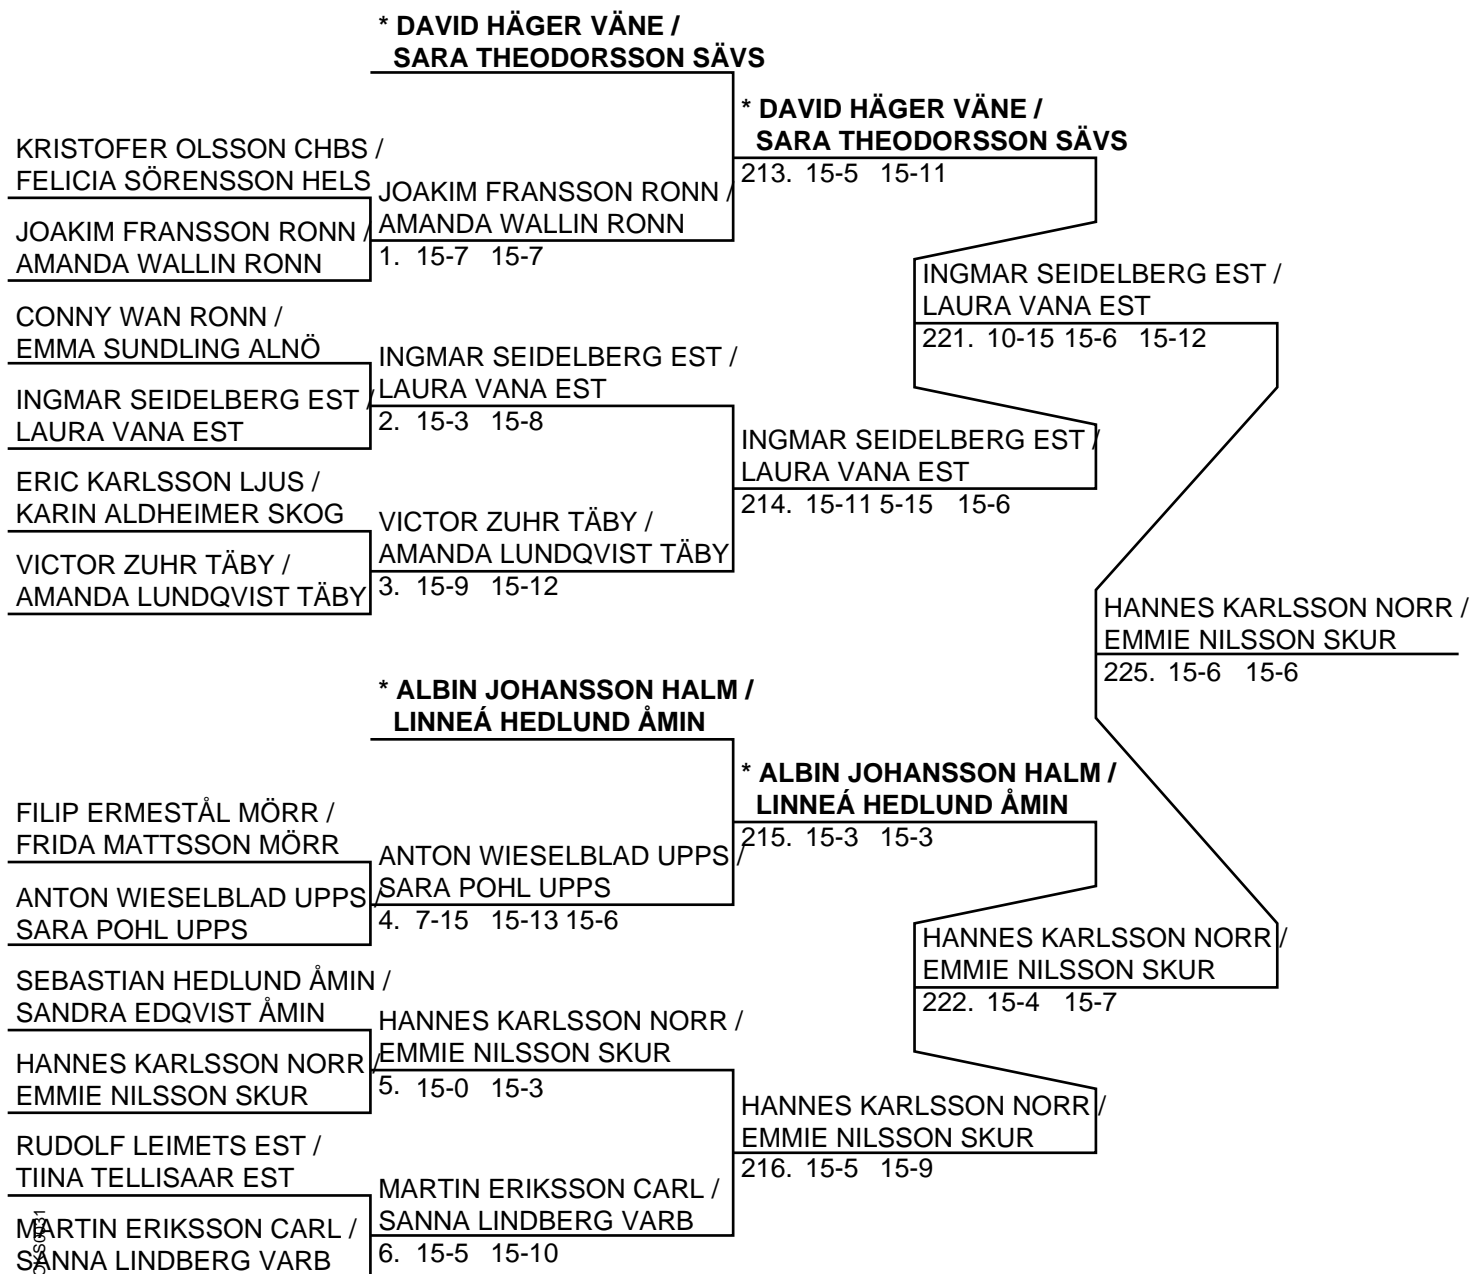 * DAVID HÄGER VÄNE /
SARA THEODORSSON SÄVS
* DAVID HÄGER VÄNE /
SARA THEODORSSON SÄVS
213. 15-5 15-11
KRISTOFER OLSSON CHBS /
FELICIA SÖRENSSON HELS
JOAKIM FRANSSON RONN /
AMANDA WALLIN RONN
1. 15-7 15-7
JOAKIM FRANSSON RONN /
AMANDA WALLIN RONN
INGMAR SEIDELBERG EST /
LAURA VANA EST
221. 10-15 15-6 15-12
CONNY WAN RONN /
EMMA SUNDLING ALNÖ
INGMAR SEIDELBERG EST /
LAURA VANA EST
2. 15-3 15-8
INGMAR SEIDELBERG EST /
LAURA VANA EST
INGMAR SEIDELBERG EST /
LAURA VANA EST
214. 15-11 5-15 15-6
ERIC KARLSSON LJUS /
KARIN ALDHEIMER SKOG
VICTOR ZUHR TÄBY /
AMANDA LUNDQVIST TÄBY
3. 15-9 15-12
VICTOR ZUHR TÄBY /
AMANDA LUNDQVIST TÄBY
HANNES KARLSSON NORR /
EMMIE NILSSON SKUR
225. 15-6 15-6
* ALBIN JOHANSSON HALM /
LINNEÁ HEDLUND ÅMIN
* ALBIN JOHANSSON HALM /
LINNEÁ HEDLUND ÅMIN
215. 15-3 15-3
FILIP ERMESTÅL MÖRR /
FRIDA MATTSSON MÖRR
ANTON WIESELBLAD UPPS /
SARA POHL UPPS
4. 7-15 15-13 15-6
ANTON WIESELBLAD UPPS /
SARA POHL UPPS
HANNES KARLSSON NORR /
EMMIE NILSSON SKUR
222. 15-4 15-7
SEBASTIAN HEDLUND ÅMIN /
SANDRA EDQVIST ÅMIN
HANNES KARLSSON NORR /
EMMIE NILSSON SKUR
5. 15-0 15-3
HANNES KARLSSON NORR /
EMMIE NILSSON SKUR
HANNES KARLSSON NORR /
EMMIE NILSSON SKUR
216. 15-5 15-9
RUDOLF LEIMETS EST /
TIINA TELLISAAR EST
MARTIN ERIKSSON CARL /
SANNA LINDBERG VARB
6. 15-5 15-10
MARTIN ERIKSSON CARL /
SANNA LINDBERG VARB